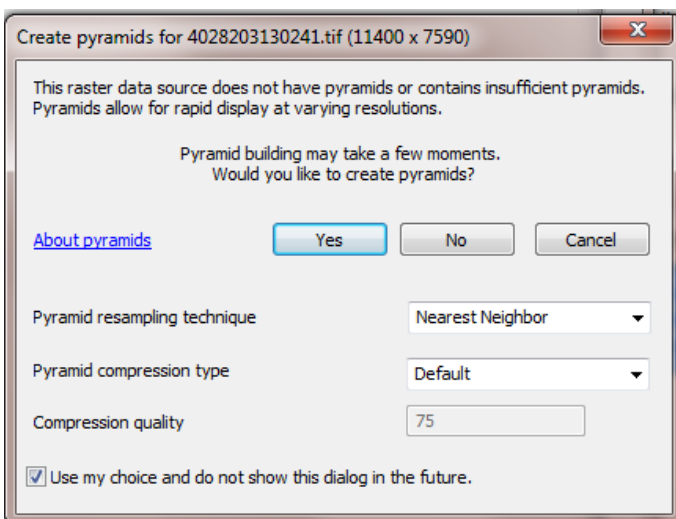 Create pyramids for 4028203130241.tif (11400 x 7590)
This raster data source does not have pyramids or contains insufficient pyramids.
Pyramids allow for rapid display at varying resolutions.
Pyramid building may take a few moments.
Would you like to create pyramids?
About pyramids Yes No Cancel
Pyramid resampling technique Nearest Neighbor
Pyramid compression type Default
Compression quality 75
Use my choice and do not show this dialog in the future.